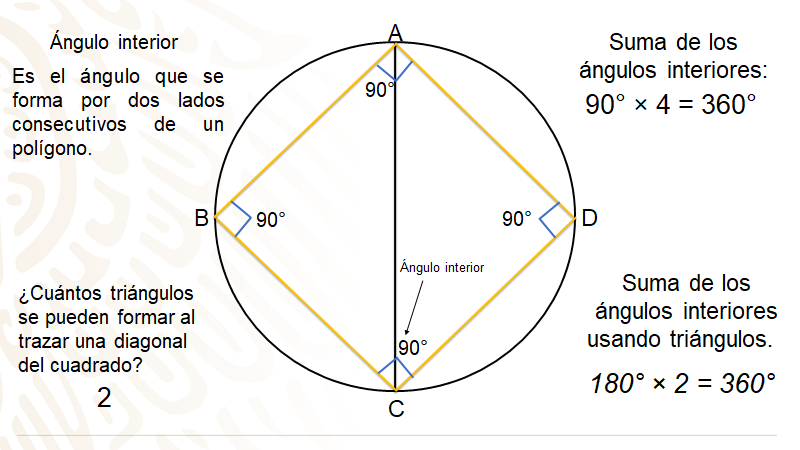 Ángulo interior
Es el ángulo que se
forma por dos lados
consecutivos de un
polígono.
¿Cuántos triángulos
se pueden formar al
trazar una diagonal
del cuadrado?
2
A
90°
B
90°
90°
D
Ángulo interior
90°
C
Suma de los
ángulos interiores:
90° × 4 = 360°
Suma de los
ángulos interiores
usando triángulos.
180° × 2 = 360°